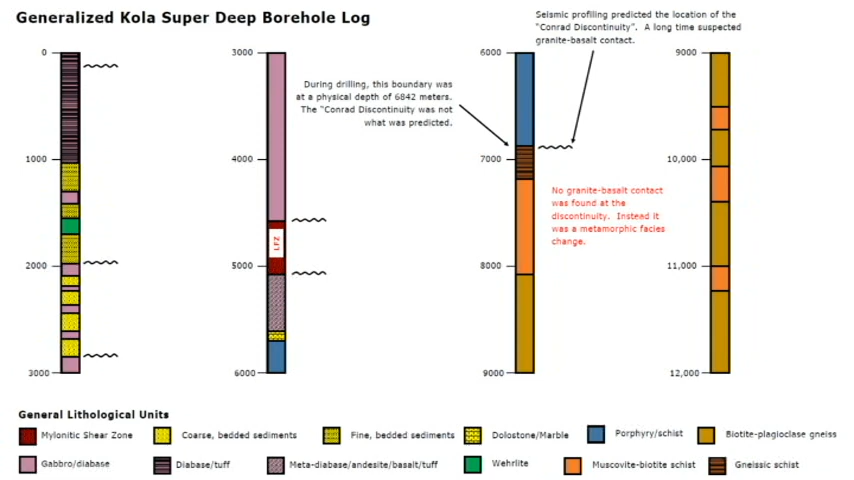 Generalized Kola Super Deep Borehole Log
Seismic profiling predicted the location of the
"Conrad Discontinuity". A long time suspected
granite-basalt contact.
During drilling, this boundary was
at a physical depth of 6842 meters.
The "Conrad Discontinuity was not
what was predicted.
No granite-basalt contact
was found at the
discontinuity. Instead it
was a metamorphic facies
change.
0
1000
2000
3000
3000
4000
LFZ
5000
6000
6000
7000
8000
9000
9000
10,000
11,000
12,000
General Lithological Units
Mylonitic Shear Zone
Coarse, bedded sediments
Fine, bedded sediments
Dolostone/Marble
Porphyry/schist
Biotite-plagioclase gneiss
Gabbro/diabase
Diabase/tuff
Meta-diabase/andesite/basalt/tuff
Wehrlite
Muscovite-biotite schist
Gneissic schist